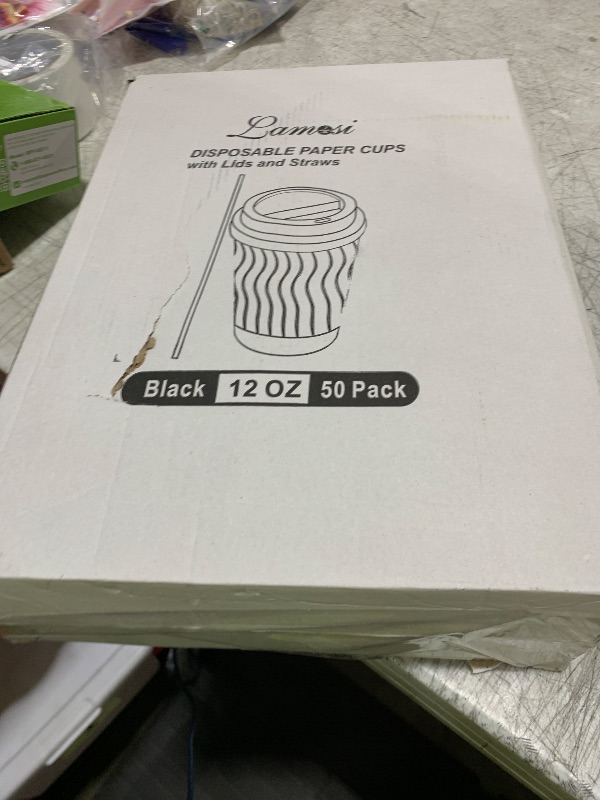 Lamosi
DISPOSABLE PAPER CUPS
with Lids and Straws
Black 12 OZ 50 Pack